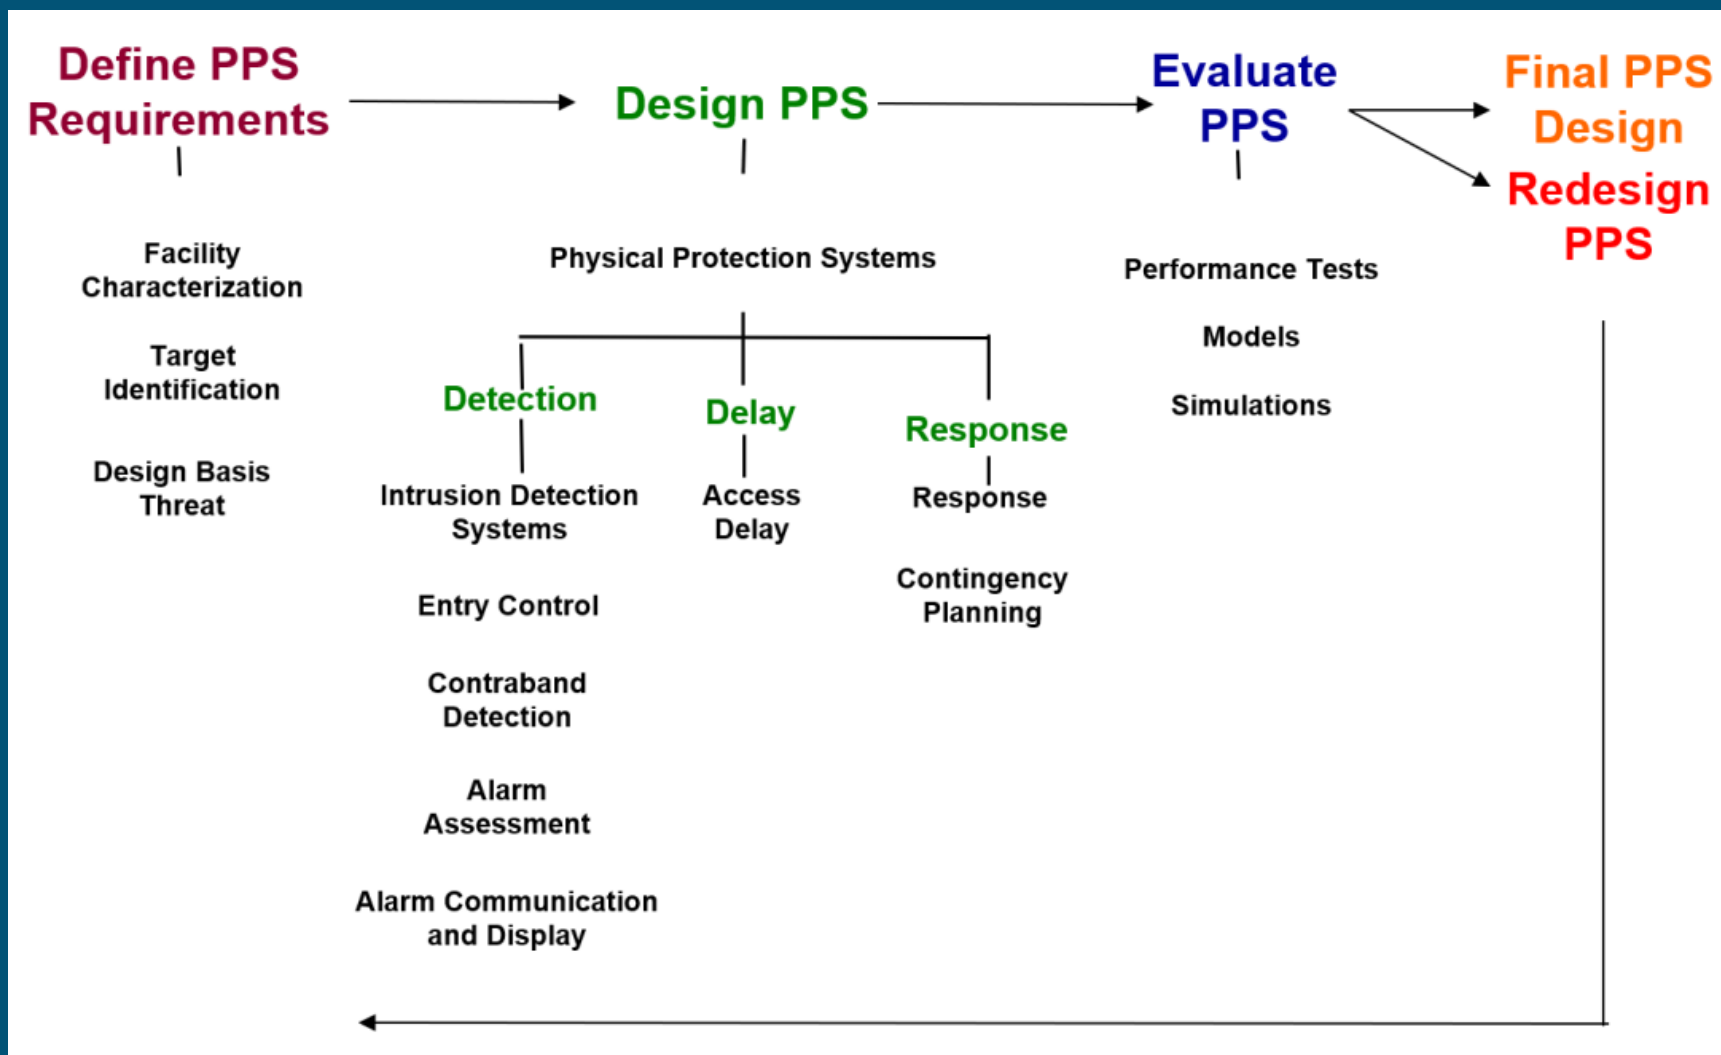 Define PPS
Requirements
Design PPS
Evaluate
PPS
Final PPS
Design
Redesign
PPS
Facility
Characterization
Target
Identification
Design Basis
Threat
Physical Protection Systems
Detection
Intrusion Detection
Systems
Entry Control
Contraband
Detection
Alarm
Assessment
Alarm Communication
and Display
Delay
Access
Delay
Response
Response
Contingency
Planning
Performance Tests
Models
Simulations